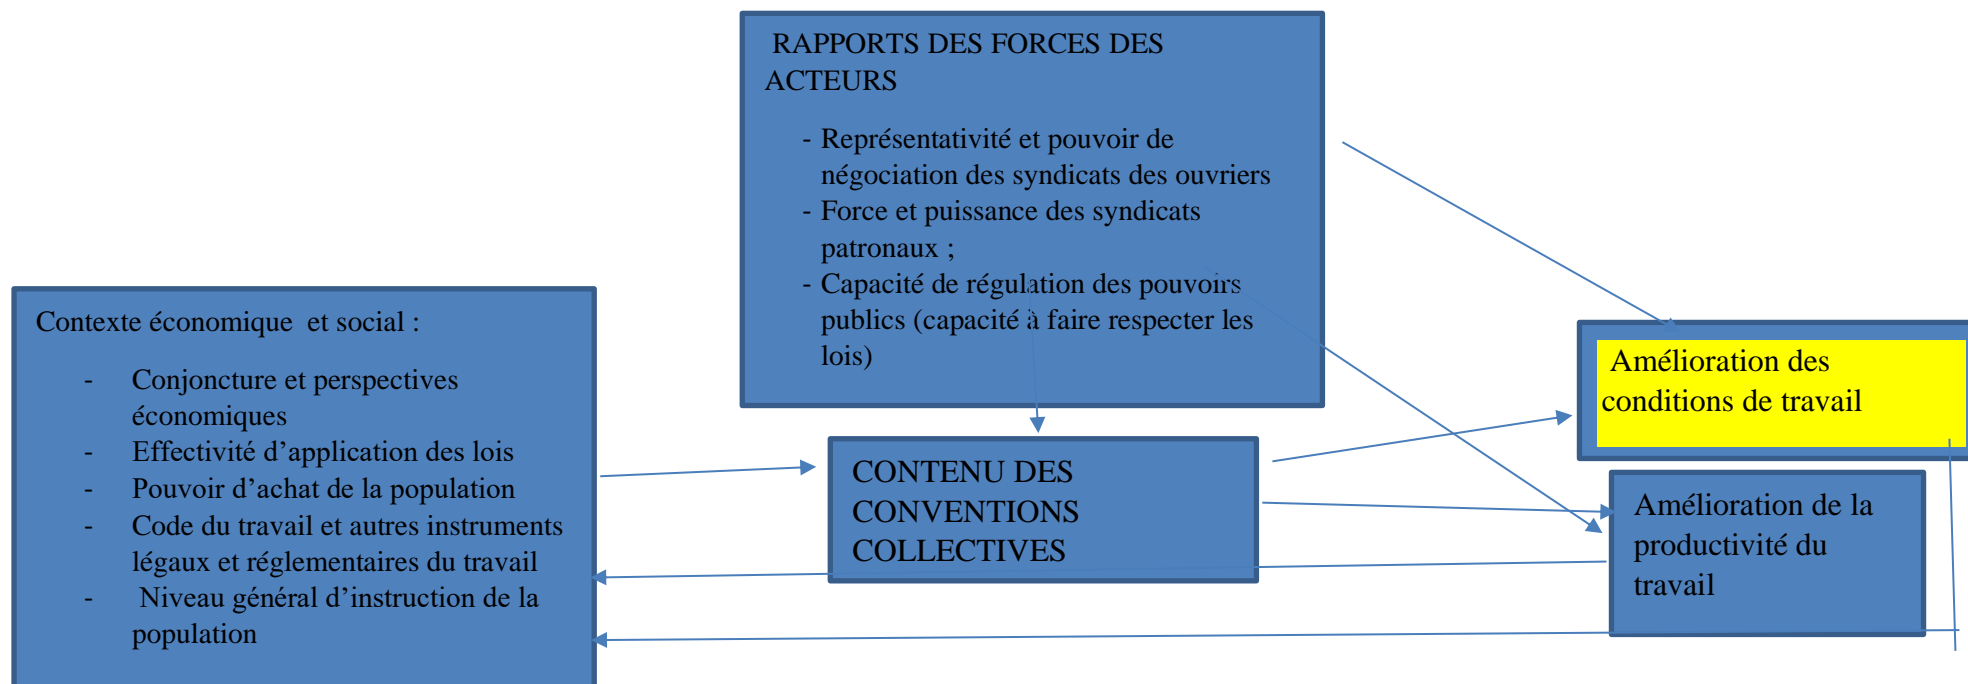 RAPPORTS DES FORCES DES
ACTEURS
- Représentativité et pouvoir de
négociation des syndicats des ouvriers
- Force et puissance des syndicats
patronaux ;
- Capacité de régulation des pouvoirs
publics (capacité à faire respecter les
lois)
Contexte économique et social :
- Conjoncture et perspectives
économiques
- Effectivité d’application des lois
- Pouvoir d’achat de la population
- Code du travail et autres instruments
légaux et réglementaires du travail
- Niveau général d’instruction de la
population
CONTENU DES
CONVENTIONS
COLLECTIVES
Amélioration des
conditions de travail
Amélioration de la
productivité du
travail